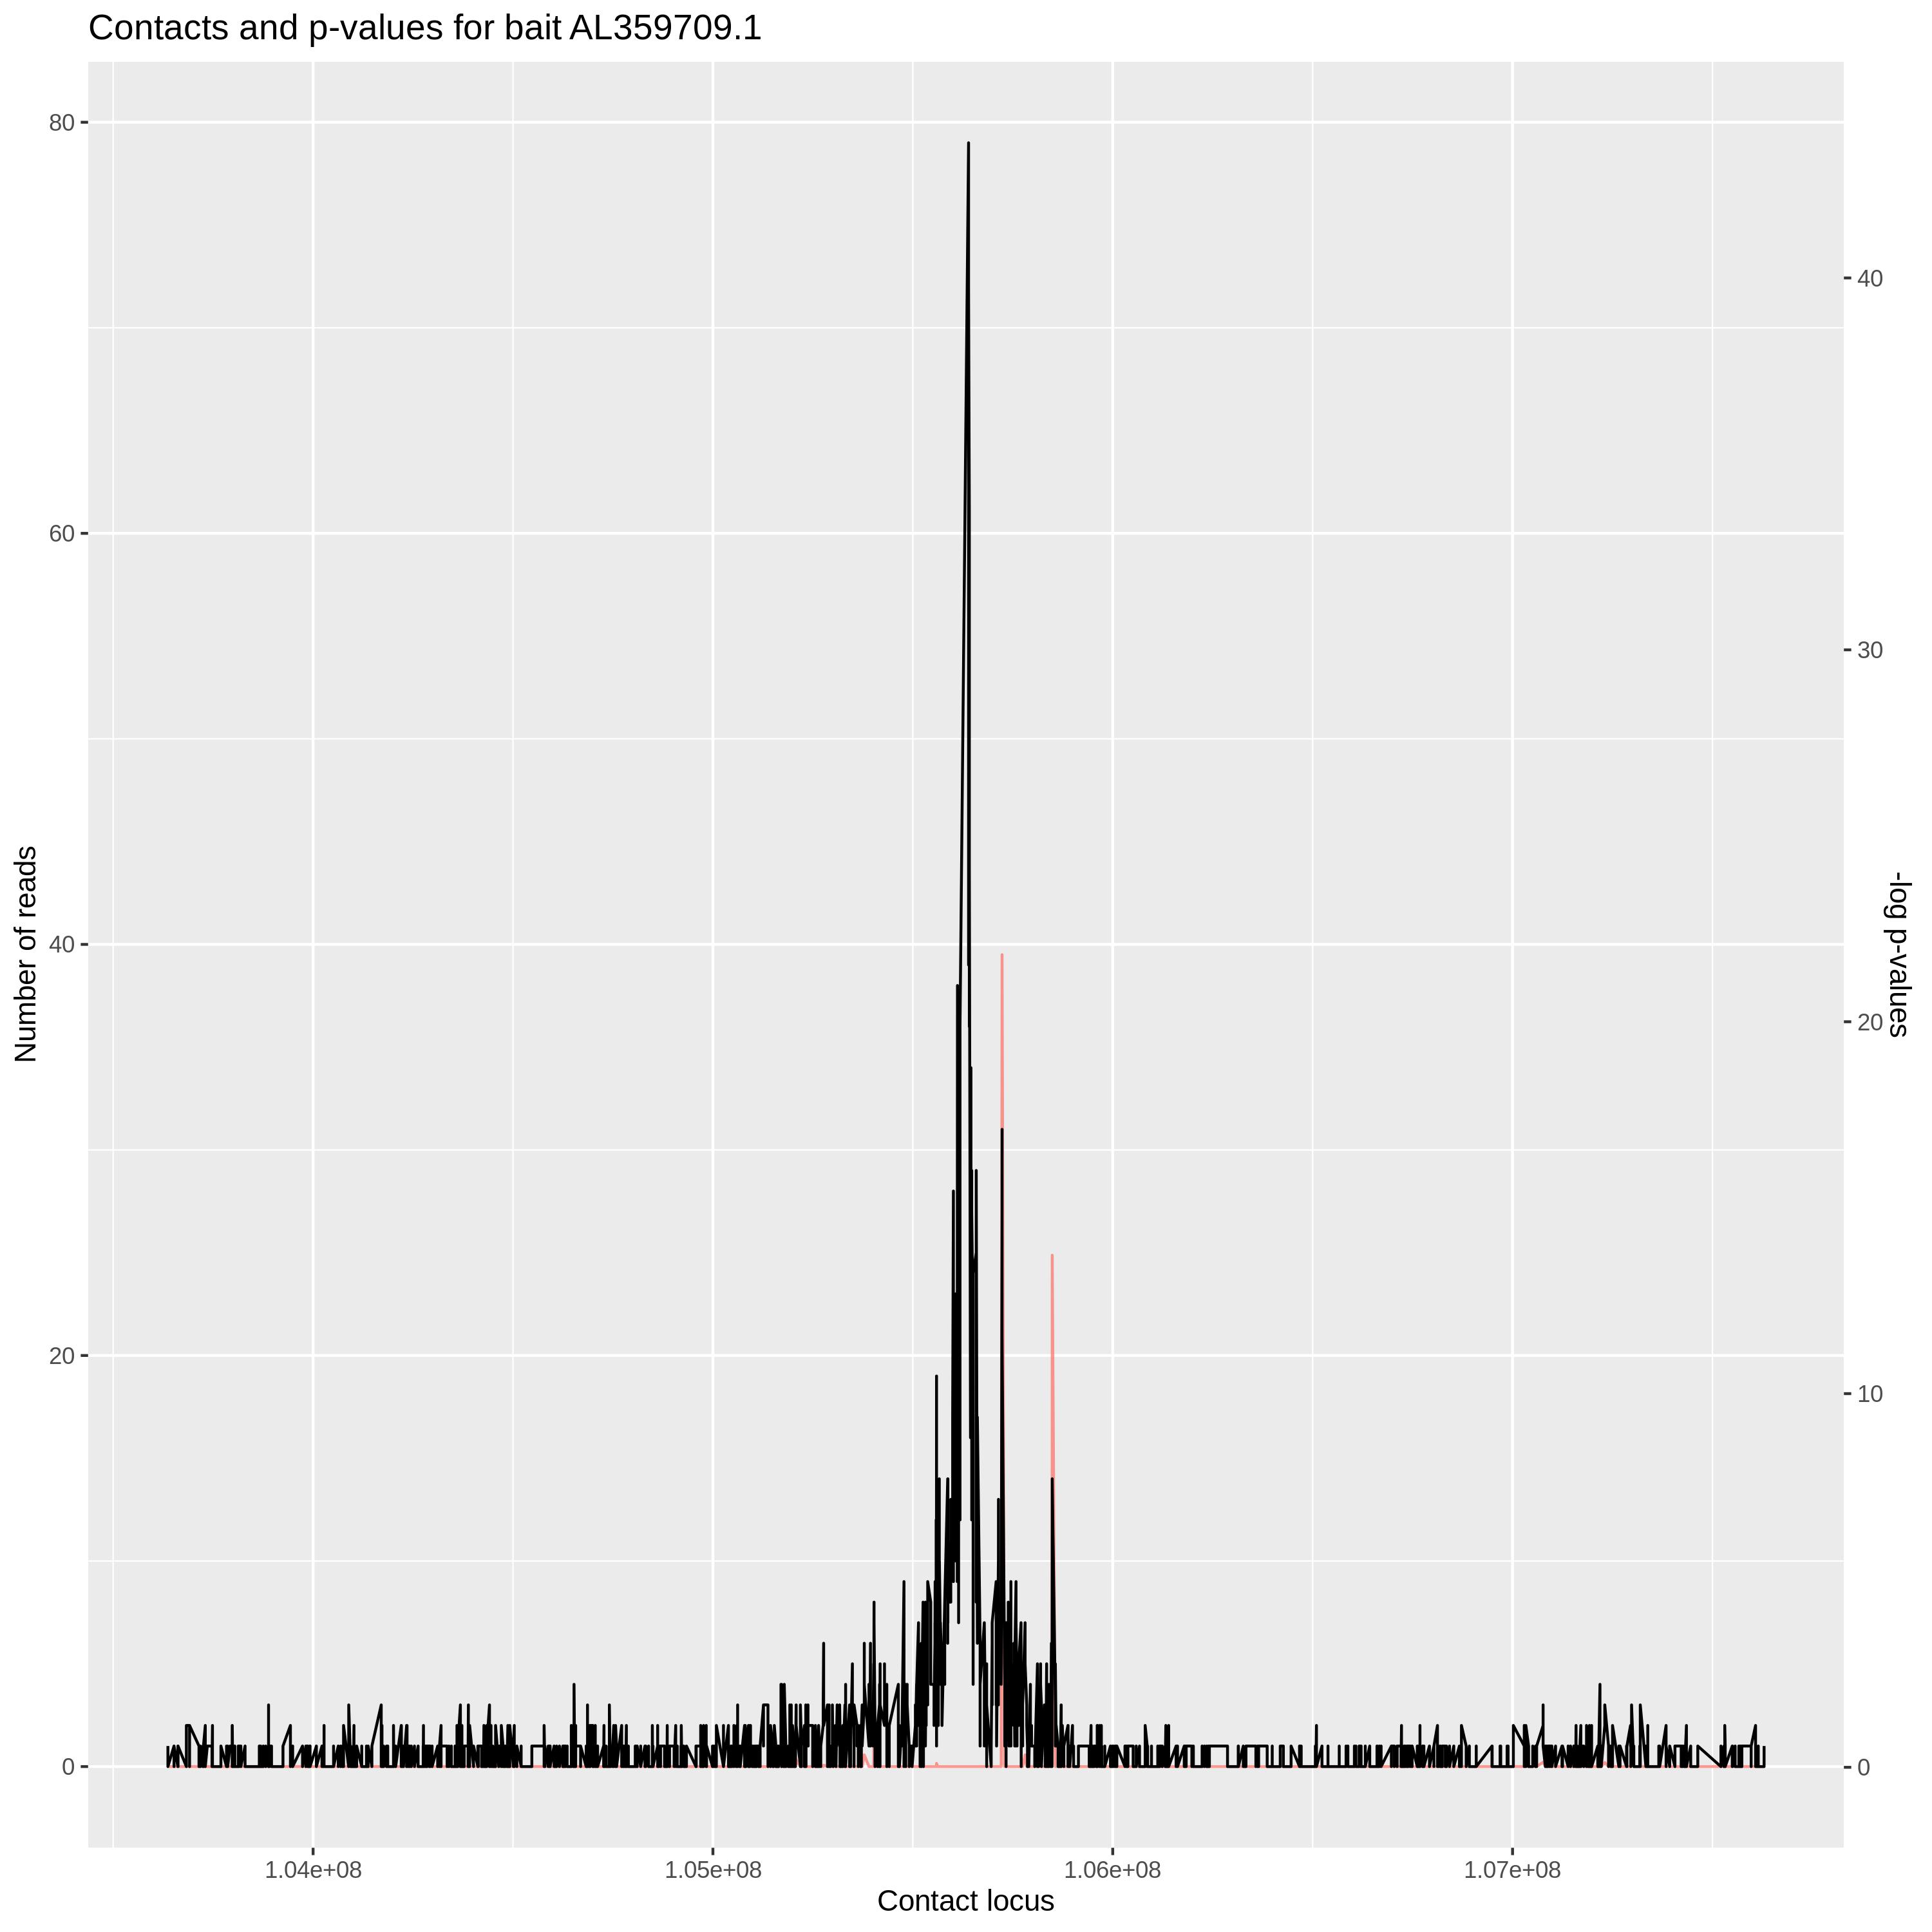 Contacts and p-values for bait AL359709.1
80
60
40
20
0
Number of reads
40
30
20
10
0
-log p-values
1.04e+08
1.05e+08
1.06e+08
1.07e+08
Contact locus